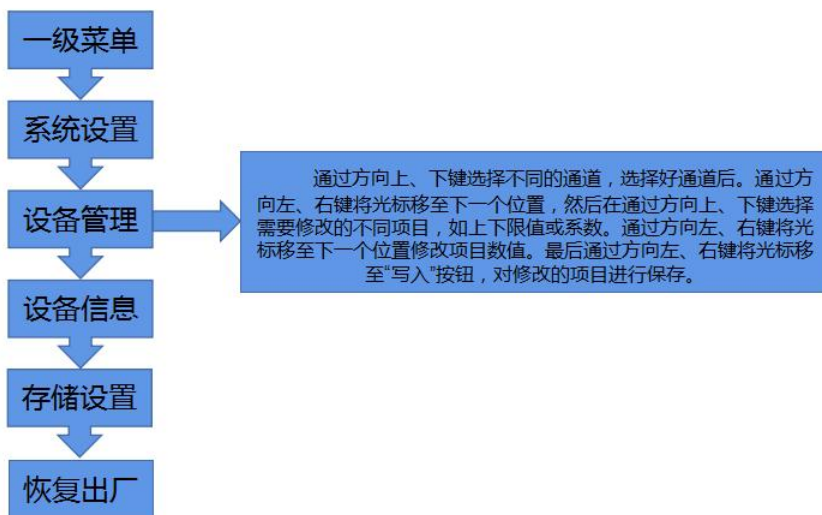 一级菜单
系统设置
设备管理
通过方向上、下键选择不同的通道，选择好通道后。通过方
向左、右键将光标移至下一个位置，然后在通过方向上、下键选择
需要修改的不同项目，如上下限值或系数。通过方向左、右键将光
标移至下一个位置修改项目数值。最后通过方向左、右键将光标移
至“写入”按钮，对修改的项目进行保存。
设备信息
存储设置
恢复出厂